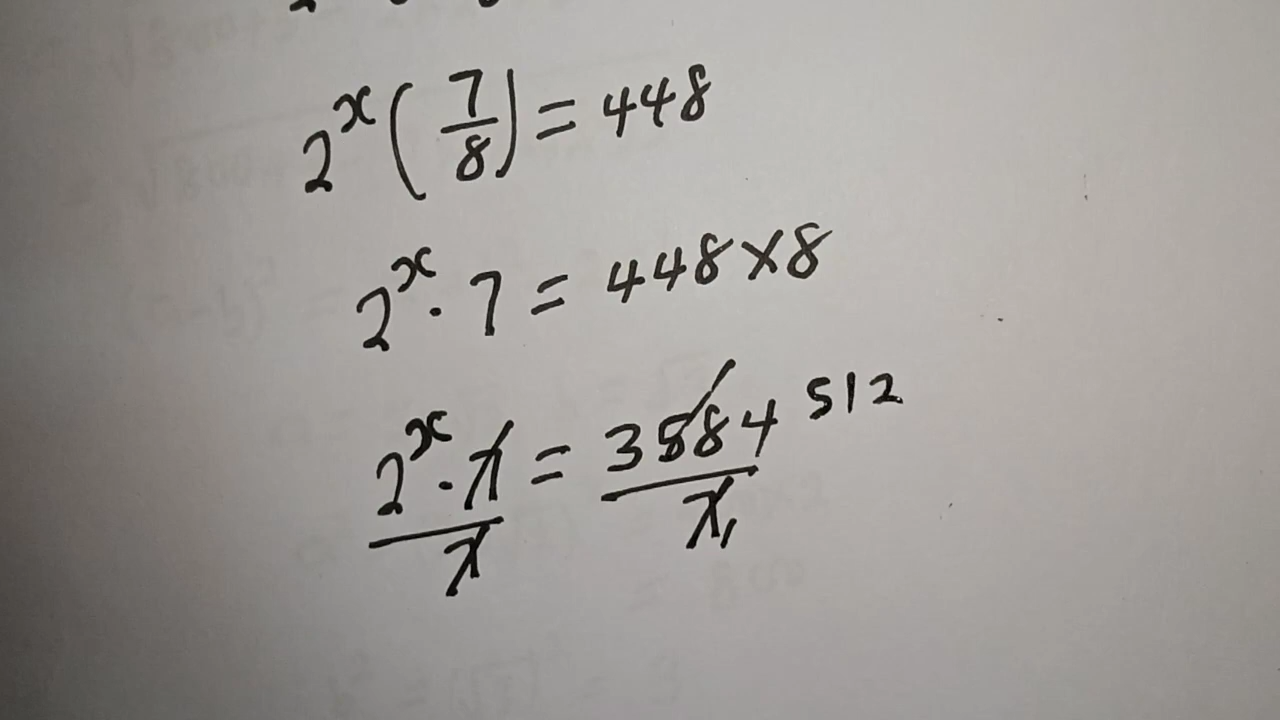 2^x (7/8) = 448
2^x · 7 = 448 × 8
2^x · 7 / 7 = 3584 / 7 512